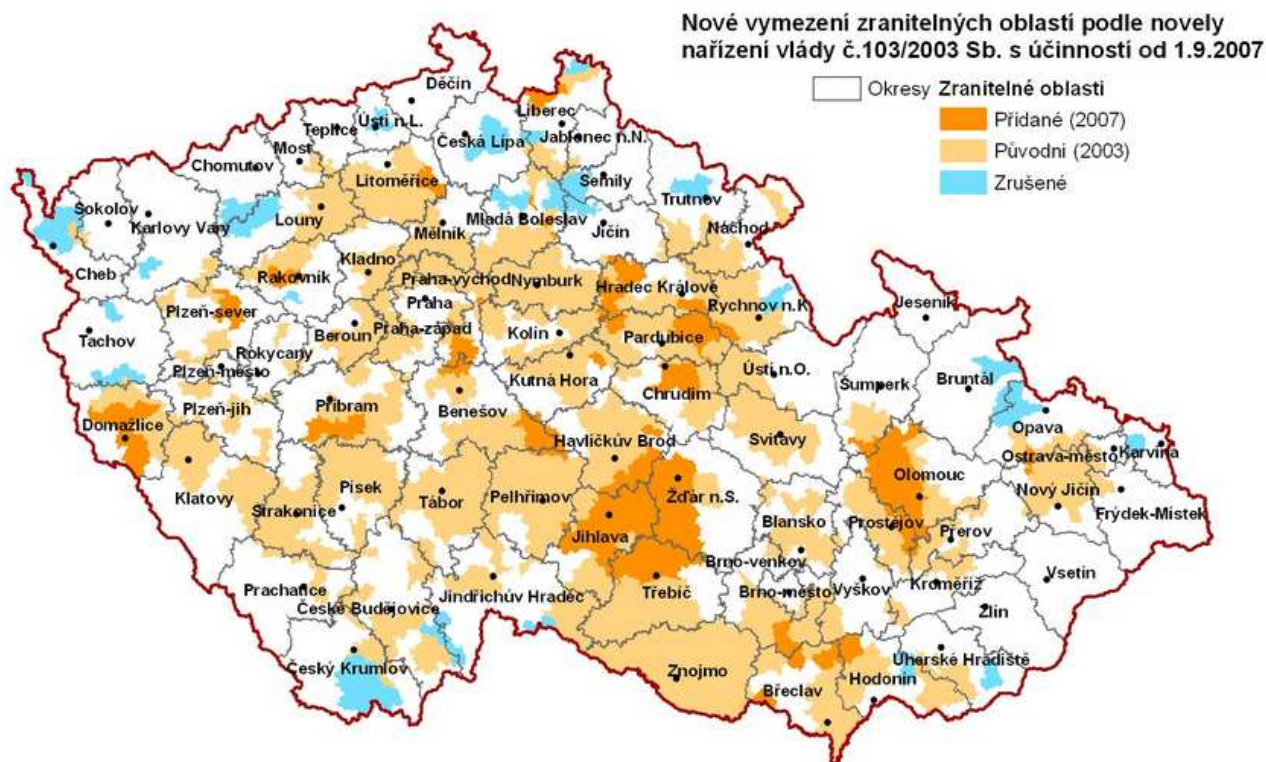 Nové vymezení zranitelných oblastí podle novely
nařízení vlády č.103/2003 Sb. s účinností od 1.9.2007
Okresy Zranitelné oblasti
Přidané (2007)
Původní (2003)
Zrušené
Děčín
Liberec
Ústí n.L.
Teplice
Česká Lípa
Jablonec n.N.
Most
Chomutov
Litoměřice
Semily
Trutnov
Sokolov
Karlovy Vary
Louny
Mladá Boleslav
Mělník
Jičín
Náchod
Cheb
Rakovník
Kladno
Praha-východ
Nymburk
Hradec Králové
Praha
Rychnov n.K
Jeseník
Plzeň-sever
Tachov
Beroun
Praha-západ
Kolín
Pardubice
Rokycany
Plzeň-město
Kutná Hora
Chrudim
Ústí n.O.
Šumperk
Bruntál
Plzeň-jih
Příbram
Benešov
Opava
Domažlice
Havlíčkův Brod
Svitavy
Ostrava-město
Karviná
Olomouc
Klatovy
Písek
Tábor
Pelhřimov
Žďár n.S.
Nový Jičín
Strakonice
Blansko
Prostějov
Přerov
Frýdek-Místek
Jihlava
Brno-venkov
Vsetín
Prachatice
České Budějovice
Jindřichův Hradec
Třebíč
Brno-město
Vyškov
Kroměříž
Zlín
Český Krumlov
Znojmo
Uherské Hradiště
Hodonín
Břeclav